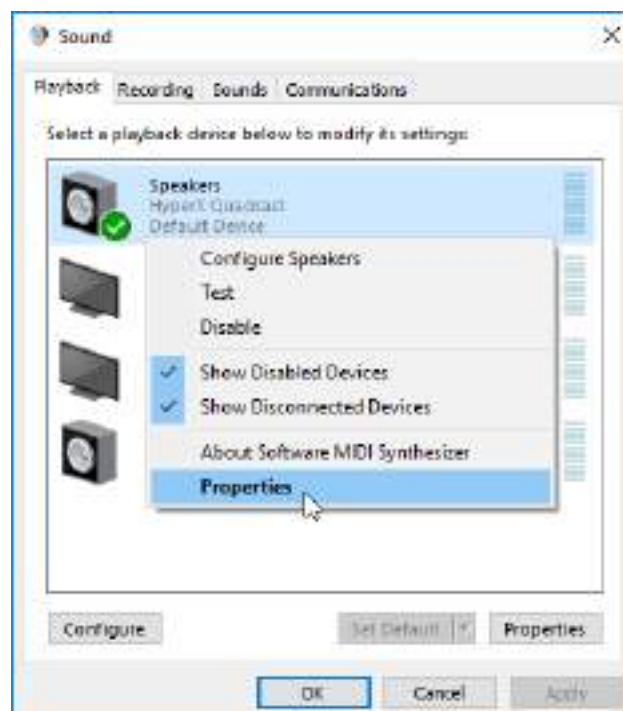 Sound
Playback Recording Sounds Communications
Select a playback device below to modify its settings:
Speakers
HyperX Quadcast
Default Device
Configure Speakers
Test
Disable
Show Disabled Devices
Show Disconnected Devices
About Software MIDI Synthesizer
Properties
Configure Set Default Properties
OK Cancel Apply